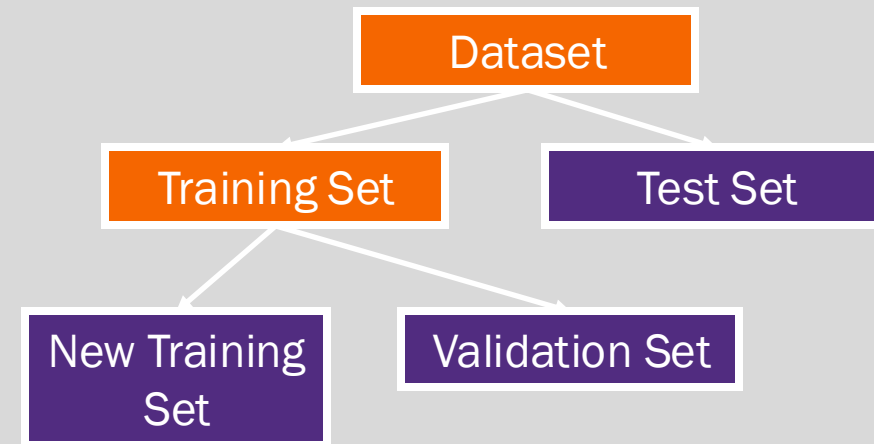 Dataset
Training Set
Test Set
New Training
Set
Validation Set